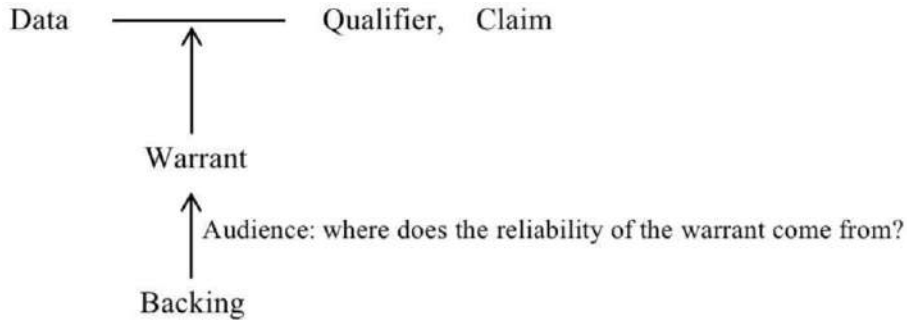 Data Qualifier, Claim
Warrant
Audience: where does the reliability of the warrant come from?
Backing